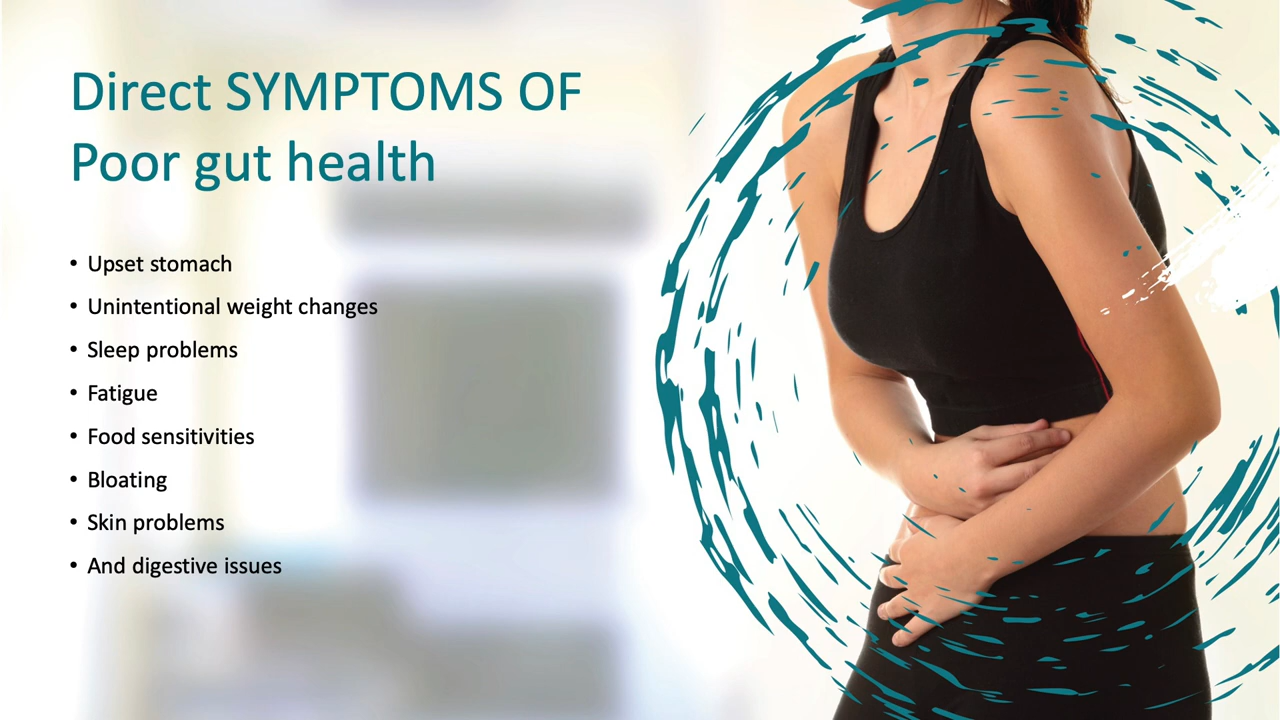 Direct SYMPTOMS OF
Poor gut health
• Upset stomach
• Unintentional weight changes
• Sleep problems
• Fatigue
• Food sensitivities
• Bloating
• Skin problems
• And digestive issues